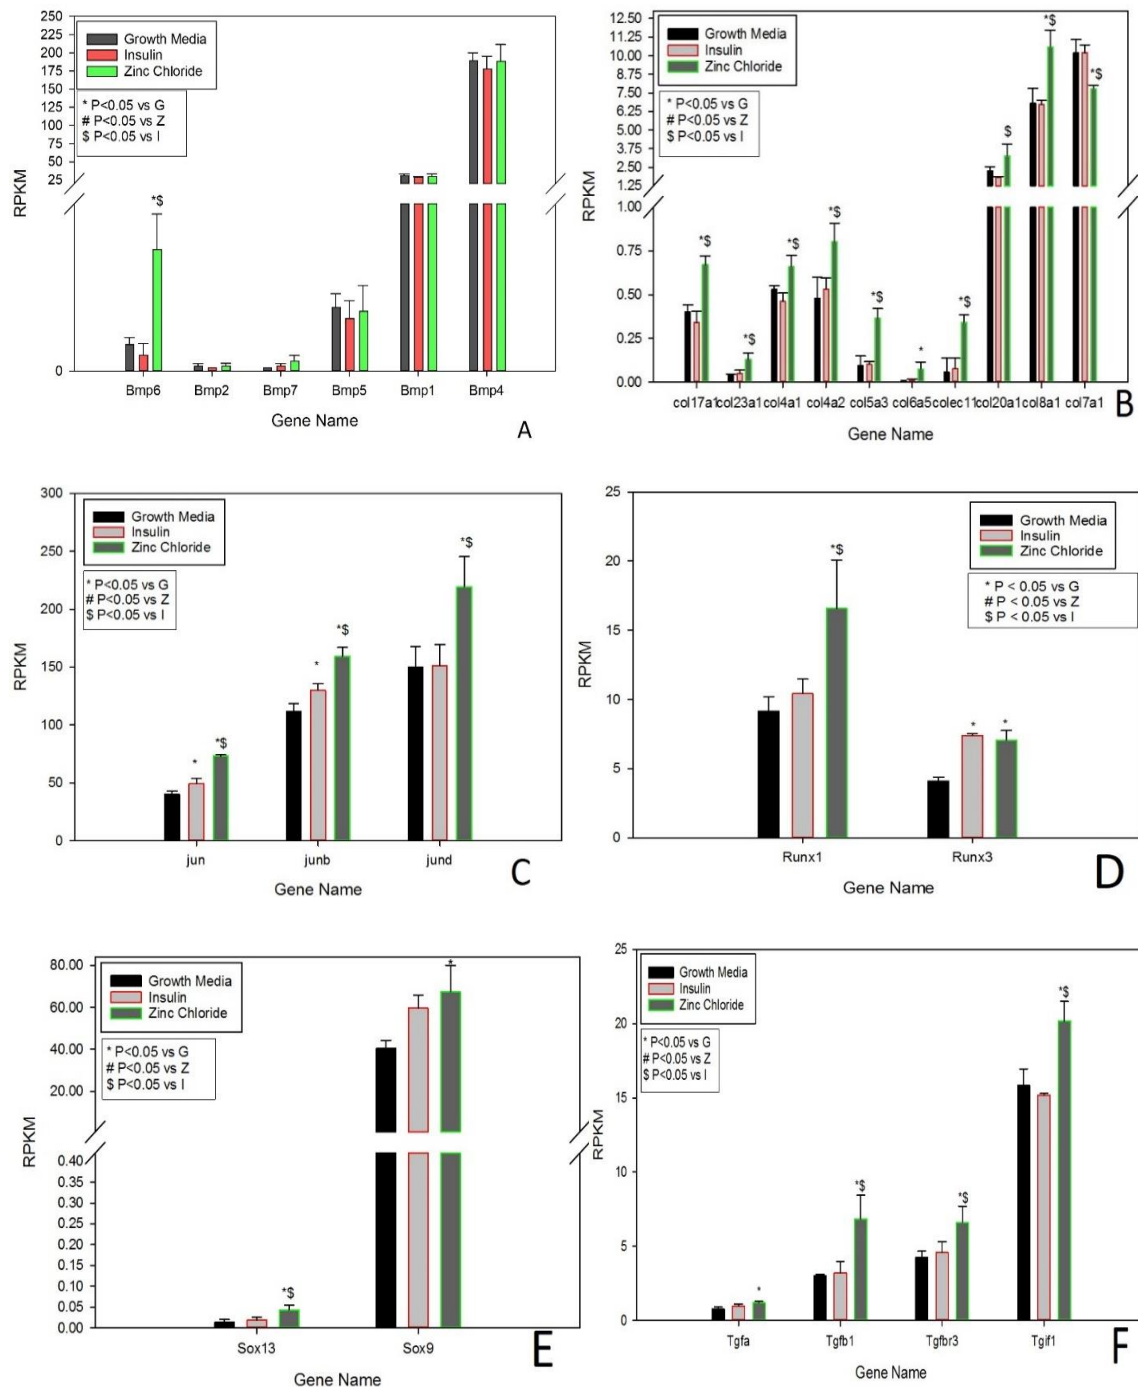 250
225
200
175
150
125
100
75
50
25
0
RPKM
Growth Media
Insulin
Zinc Chloride
* P<0.05 vs G
# P<0.05 vs Z
$ P<0.05 vs I
*$
Bmp6 Bmp2 Bmp7 Bmp5 Bmp1 Bmp4
Gene Name
A
12.50
11.25
10.00
8.75
7.50
6.25
5.00
3.75
2.50
1.25
1.00
0.75
0.50
0.25
0.00
RPKM
Growth Media
Insulin
Zinc Chloride
* P<0.05 vs G
# P<0.05 vs Z
$ P<0.05 vs I
*$ *$ *$ *$ *$ * *$ $ *$ *$
col17a1 col23a1 col4a1 col4a2 col5a3 col6a5 colec11 col20a1 col8a1 col7a1
Gene Name
B
300
250
200
150
100
50
0
RPKM
Growth Media
Insulin
Zinc Chloride
* P<0.05 vs G
# P<0.05 vs Z
$ P<0.05 vs I
* *$ * *$ *$
jun junb jund
Gene Name
C
25
20
15
10
5
0
RPKM
Growth Media
Insulin
Zinc Chloride
* P < 0.05 vs G
# P < 0.05 vs Z
$ P < 0.05 vs I
*$ * *
Runx1 Runx3
Gene Name
D
80.00
60.00
40.00
20.00
0.40
0.35
0.30
0.25
0.20
0.15
0.10
0.05
0.00
RPKM
Growth Media
Insulin
Zinc Chloride
* P<0.05 vs G
# P<0.05 vs Z
$ P<0.05 vs I
*$ *
Sox13 Sox9
Gene Name
E
25
20
15
10
5
0
RPKM
Growth Media
Insulin
Zinc Chloride
* P<0.05 vs G
# P<0.05 vs Z
$ P<0.05 vs I
* *$ *$ *$
Tgfa Tgfb1 Tgfbr3 Tgif1
Gene Name
F